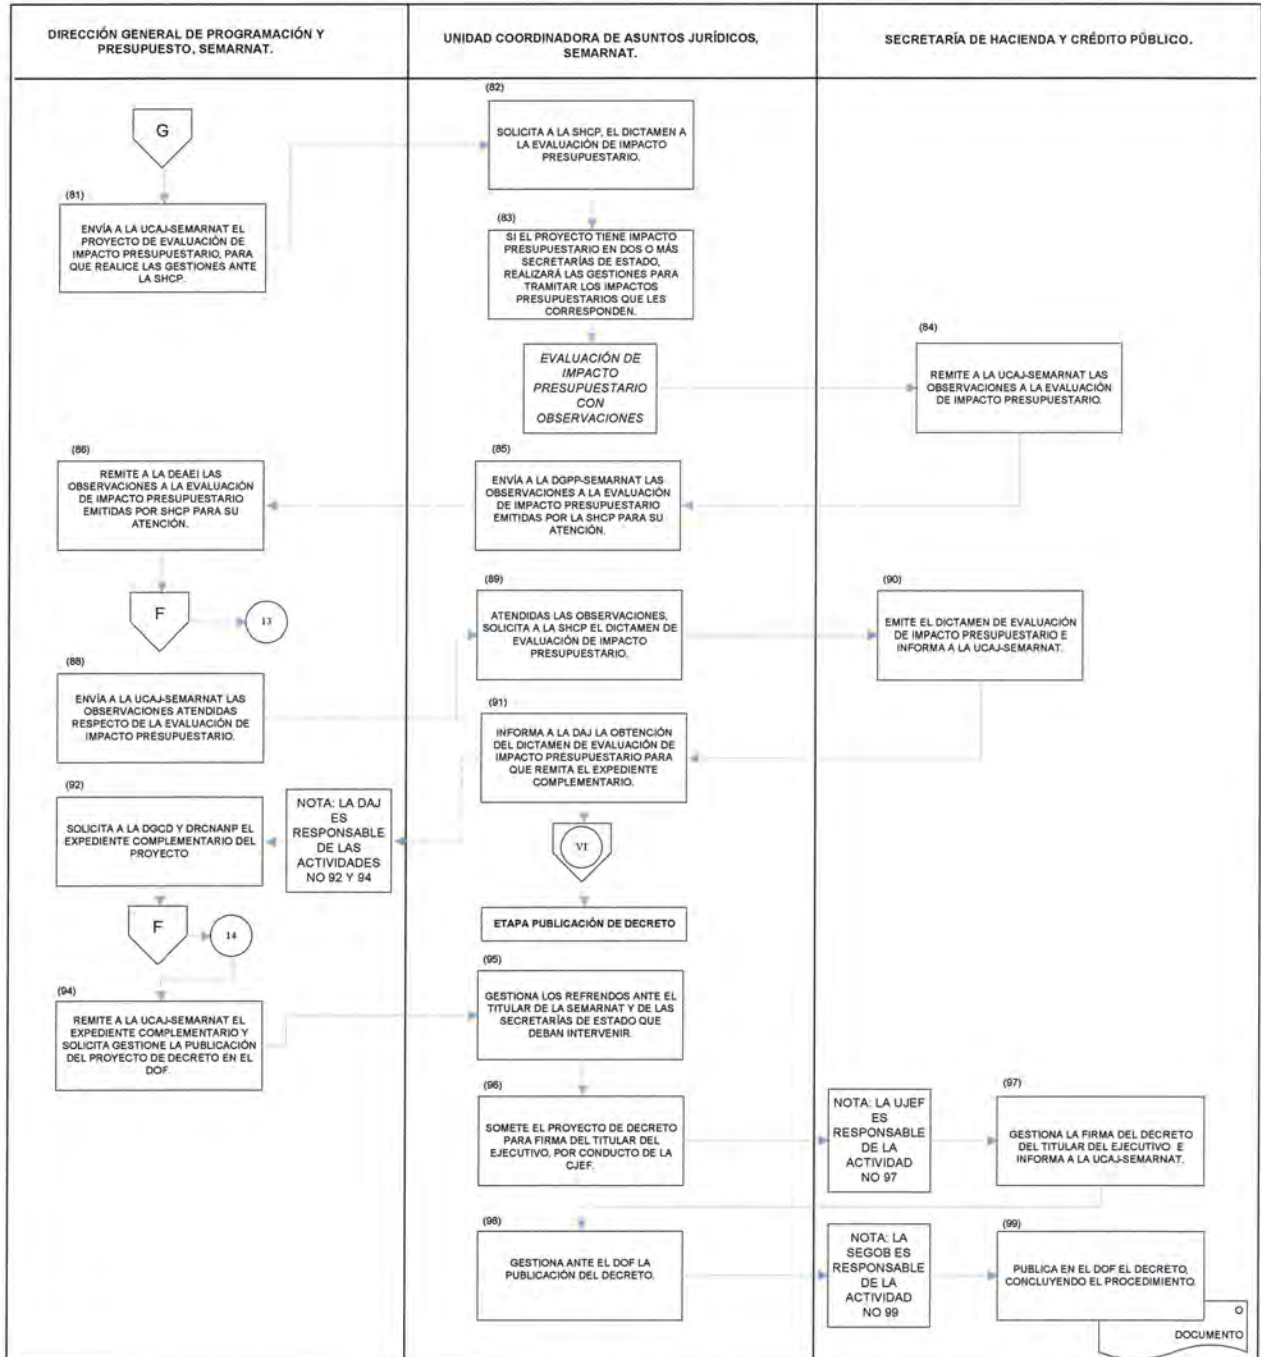 DIRECCIÓN GENERAL DE PROGRAMACIÓN Y
PRESUPUESTO, SEMARNAT.
UNIDAD COORDINADORA DE ASUNTOS JURÍDICOS,
SEMARNAT.
SECRETARÍA DE HACIENDA Y CRÉDITO PÚBLICO.
G
(81)
ENVÍA A LA UCAJ-SEMARNAT EL
PROYECTO DE EVALUACIÓN DE
IMPACTO PRESUPUESTARIO, PARA
QUE REALICE LAS GESTIONES ANTE
LA SHCP.
(82)
SOLICITA A LA SHCP, EL DICTAMEN A
LA EVALUACIÓN DE IMPACTO
PRESUPUESTARIO.
(83)
SI EL PROYECTO TIENE IMPACTO
PRESUPUESTARIO EN DOS O MÁS
SECRETARÍAS DE ESTADO,
REALIZARÁ LAS GESTIONES PARA
TRAMITAR LOS IMPACTOS
PRESUPUESTARIOS QUE LES
CORRESPONDEN.
EVALUACIÓN DE
IMPACTO
PRESUPUESTARIO
CON
OBSERVACIONES
(84)
REMITE A LA UCAJ-SEMARNAT LAS
OBSERVACIONES A LA EVALUACIÓN
DE IMPACTO PRESUPUESTARIO.
(85)
ENVÍA A LA DGPP-SEMARNAT LAS
OBSERVACIONES A LA EVALUACIÓN
DE IMPACTO PRESUPUESTARIO
EMITIDAS POR LA SHCP PARA SU
ATENCIÓN.
(86)
REMITE A LA DEAEI LAS
OBSERVACIONES A LA EVALUACIÓN
DE IMPACTO PRESUPUESTARIO
EMITIDAS POR SHCP PARA SU
ATENCIÓN.
F
13
(88)
ENVÍA A LA UCAJ-SEMARNAT LAS
OBSERVACIONES ATENDIDAS
RESPECTO DE LA EVALUACIÓN DE
IMPACTO PRESUPUESTARIO.
(89)
ATENDIDAS LAS OBSERVACIONES,
SOLICITA A LA SHCP EL DICTAMEN DE
EVALUACIÓN DE IMPACTO
PRESUPUESTARIO.
(90)
EMITE EL DICTAMEN DE EVALUACIÓN
DE IMPACTO PRESUPUESTARIO E
INFORMA A LA UCAJ-SEMARNAT.
(91)
INFORMA A LA DAJ LA OBTENCIÓN
DEL DICTAMEN DE EVALUACIÓN DE
IMPACTO PRESUPUESTARIO PARA
QUE REMITA EL EXPEDIENTE
COMPLEMENTARIO.
(92)
SOLICITA A LA DGCD Y DRCNANP EL
EXPEDIENTE COMPLEMENTARIO DEL
PROYECTO
NOTA: LA DAJ
ES
RESPONSABLE
DE LAS
ACTIVIDADES
NO 92 Y 94
VI
ETAPA PUBLICACIÓN DE DECRETO
F
14
(94)
REMITE A LA UCAJ-SEMARNAT EL
EXPEDIENTE COMPLEMENTARIO Y
SOLICITA GESTIONE LA PUBLICACIÓN
DEL PROYECTO DE DECRETO EN EL
DOF.
(95)
GESTIONA LOS REFRENDOS ANTE EL
TITULAR DE LA SEMARNAT Y DE LAS
SECRETARÍAS DE ESTADO QUE
DEBAN INTERVENIR.
(96)
SOMETE EL PROYECTO DE DECRETO
PARA FIRMA DEL TITULAR DEL
EJECUTIVO, POR CONDUCTO DE LA
CJEF.
NOTA: LA UJEF
ES
RESPONSABLE
DE LA
ACTIVIDAD
NO 97
(97)
GESTIONA LA FIRMA DEL DECRETO
DEL TITULAR DEL EJECUTIVO E
INFORMA A LA UCAJ-SEMARNAT.
(98)
GESTIONA ANTE EL DOF LA
PUBLICACIÓN DEL DECRETO.
NOTA: LA
SEGOB ES
RESPONSABLE
DE LA
ACTIVIDAD
NO 99
(99)
PUBLICA EN EL DOF EL DECRETO,
CONCLUYENDO EL PROCEDIMIENTO.
O
DOCUMENTO